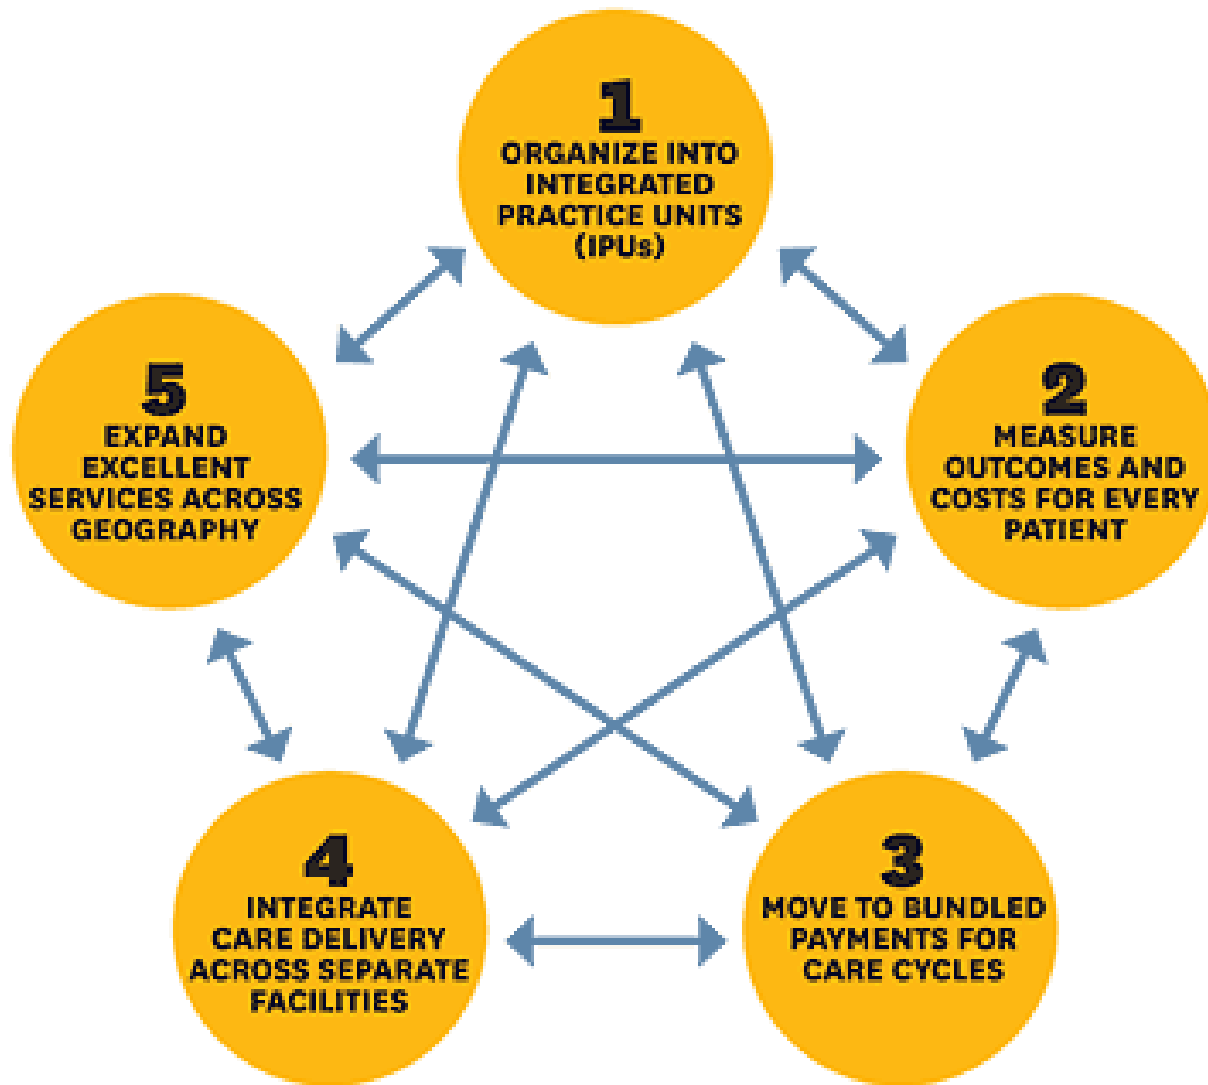 1
ORGANIZE INTO
INTEGRATED
PRACTICE UNITS
(IPUs)
2
MEASURE
OUTCOMES AND
COSTS FOR EVERY
PATIENT
3
MOVE TO BUNDLED
PAYMENTS FOR
CARE CYCLES
4
INTEGRATE
CARE DELIVERY
ACROSS SEPARATE
FACILITIES
5
EXPAND
EXCELLENT
SERVICES ACROSS
GEOGRAPHY